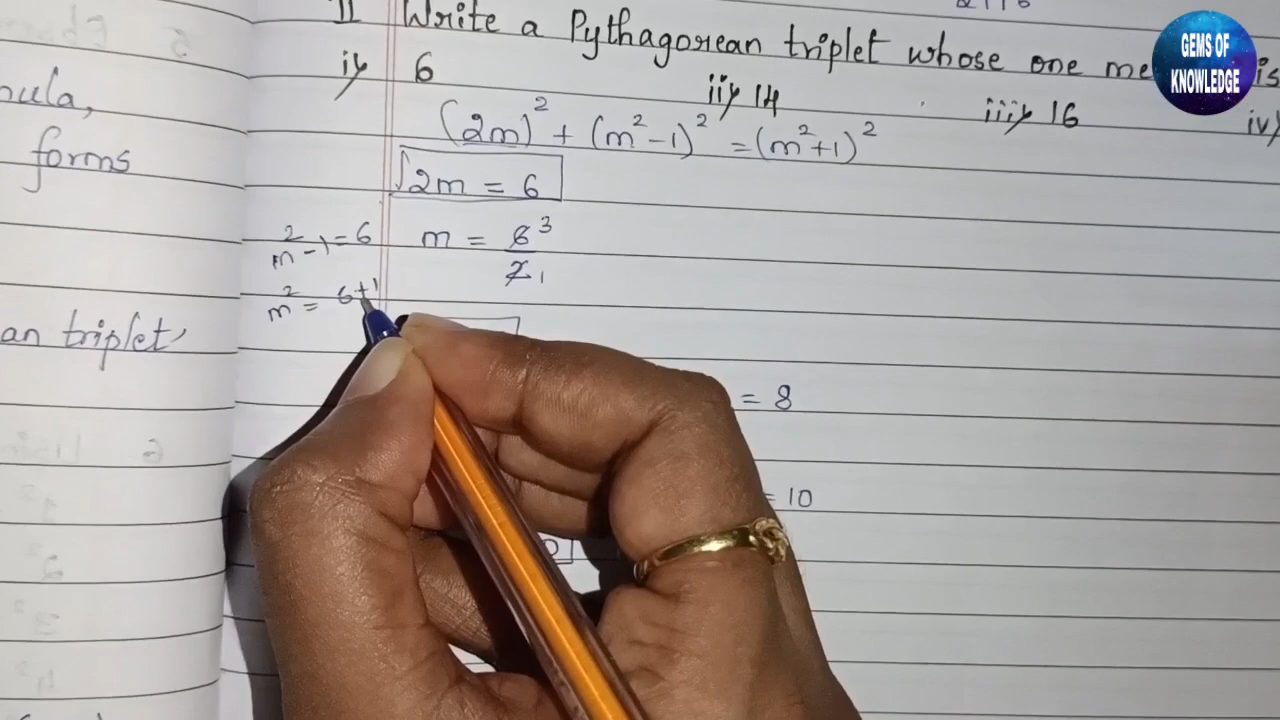 II Write a Pythagorean triplet whose one is
i) 6 ii) 14 iii) 16 iv)
(2m)² + (m²-1)² = (m²+1)²
2m = 6
m²-1 = 6
m = 6 3
2 1
m² = 6+1
= 8
= 10
forms
an triplet
GEMS OF
KNOWLEDGE